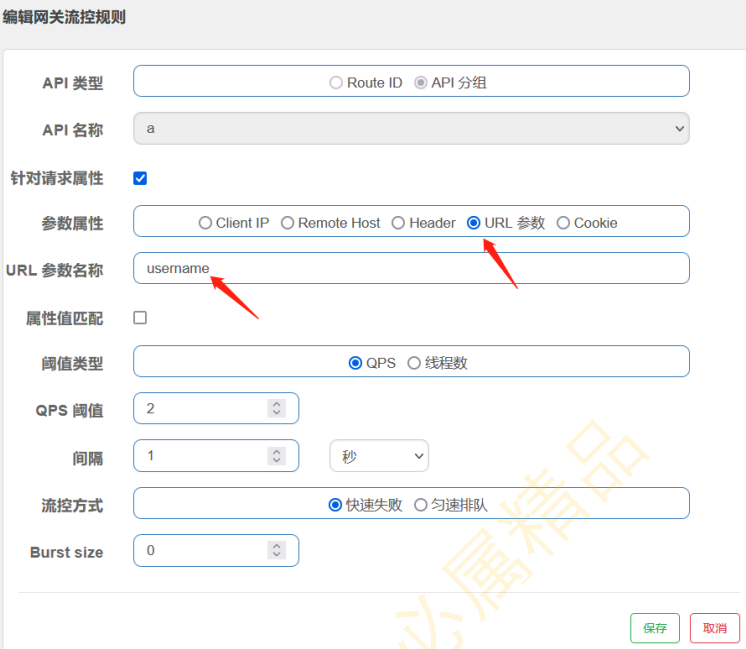 编辑网关流控规则
API 类型 Route ID API 分组
API 名称 a
针对请求属性
参数属性 Client IP Remote Host Header URL 参数 Cookie
URL 参数名称 username
属性值匹配
阈值类型 QPS 线程数
QPS 阈值 2
间隔 1 秒
流控方式 快速失败 匀速排队
Burst size 0
必属精品
保存 取消